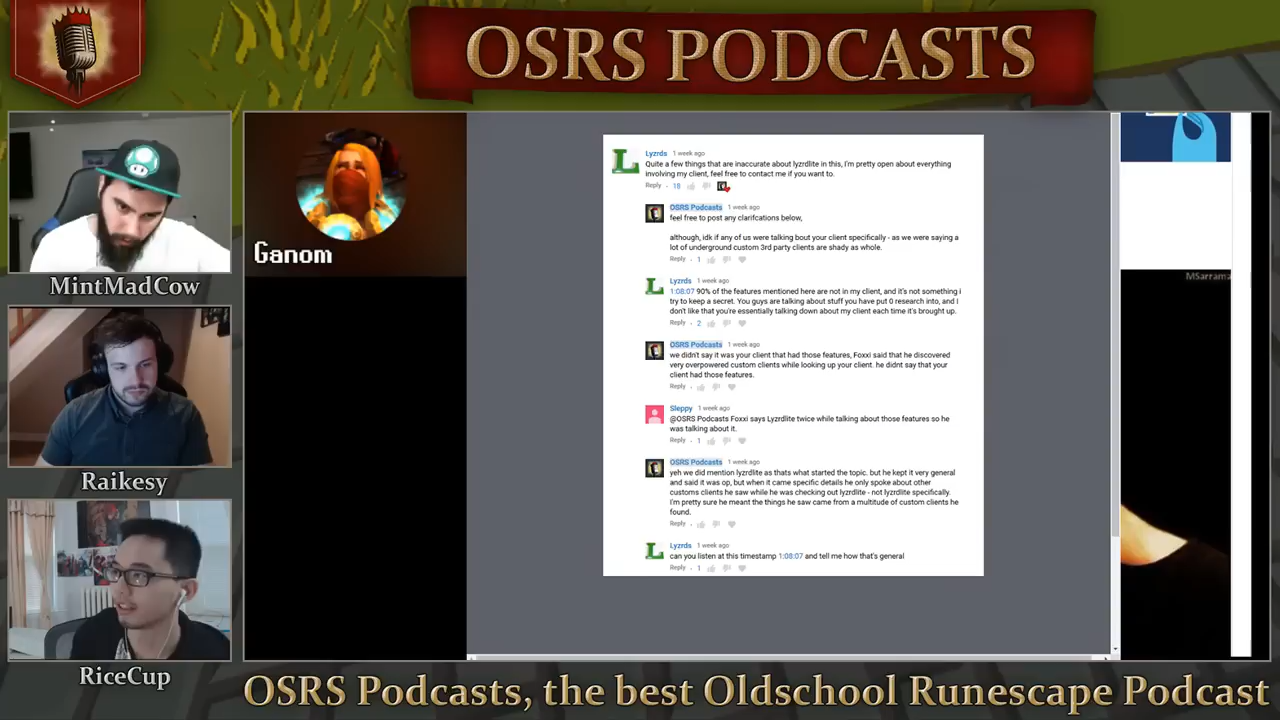 OSRS PODCASTS
MintMadCow
Raikesy
RiceCup
Ganom
Lyzrds 1 week ago
Quite a few things that are inaccurate about lyzrdlite in this, I'm pretty open about everything
involving my client, feel free to contact me if you want to.
Reply 18
OSRS Podcasts 1 week ago
feel free to post any clarifcations below,
although, idk if any of us were talking bout your client specifically - as we were saying a
lot of underground custom 3rd party clients are shady as whole.
Reply 1
Lyzrds 1 week ago
1:08:07 90% of the features mentioned here are not in my client, and it's not something i
try to keep a secret. You guys are talking about stuff you have put 0 research into, and I
don't like that you're essentially talking down about my client each time it's brought up.
Reply 2
OSRS Podcasts 1 week ago
we didn't say it was your client that had those features, Foxxi said that he discovered
very overpowered custom clients while looking up your client. he didnt say that your
client had those features.
Reply
Sleppy 1 week ago
@OSRS Podcasts Foxxi says Lyzrdlite twice while talking about those features so he
was talking about it.
Reply 1
OSRS Podcasts 1 week ago
yeh we did mention lyzrdlite as thats what started the topic. but he kept it very general
and said it was op, but when it came specific details he only spoke about other
customs clients he saw while he was checking out lyzrdlite - not lyzrdlite specifically.
I'm pretty sure he meant the things he saw came from a multitude of custom clients he
found.
Reply
Lyzrds 1 week ago
can you listen at this timestamp 1:08:07 and tell me how that's general
Reply 1
MSarrama
OSRS Podcasts, the best Oldschool Runescape Podcast